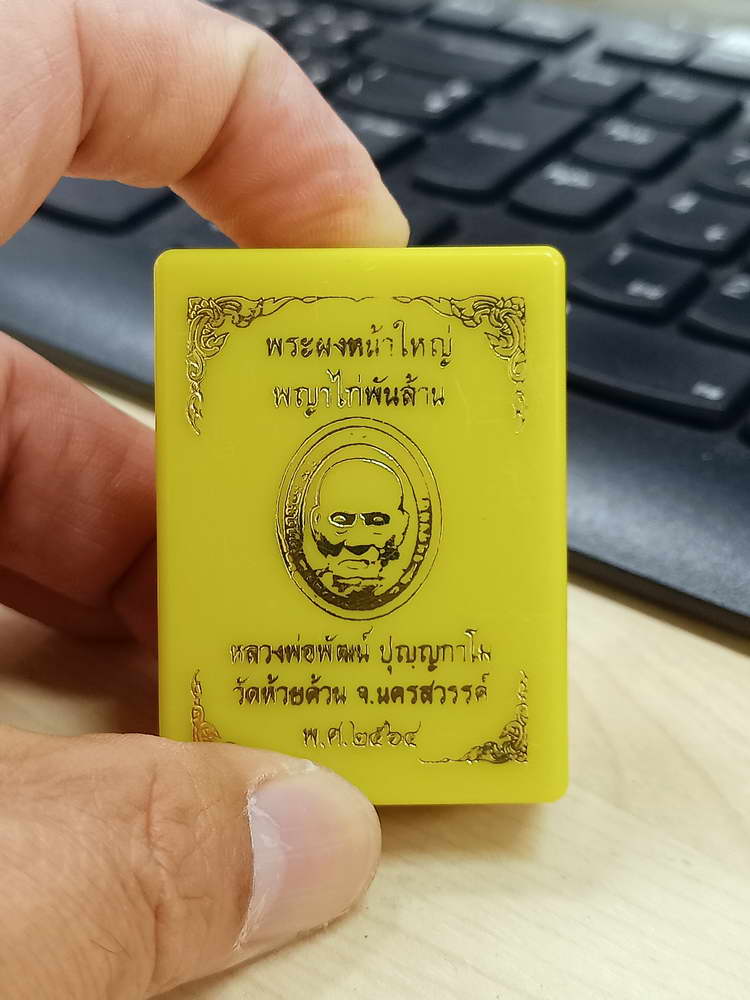 พระผงหน้าใหญ่
พญาไก่พันล้าน
หลวงพ่อพัฒน์ ปุญฺญกาโม
วัดห้วยด้วน จ.นครสวรรค์
พ.ศ.๒๕๖๔